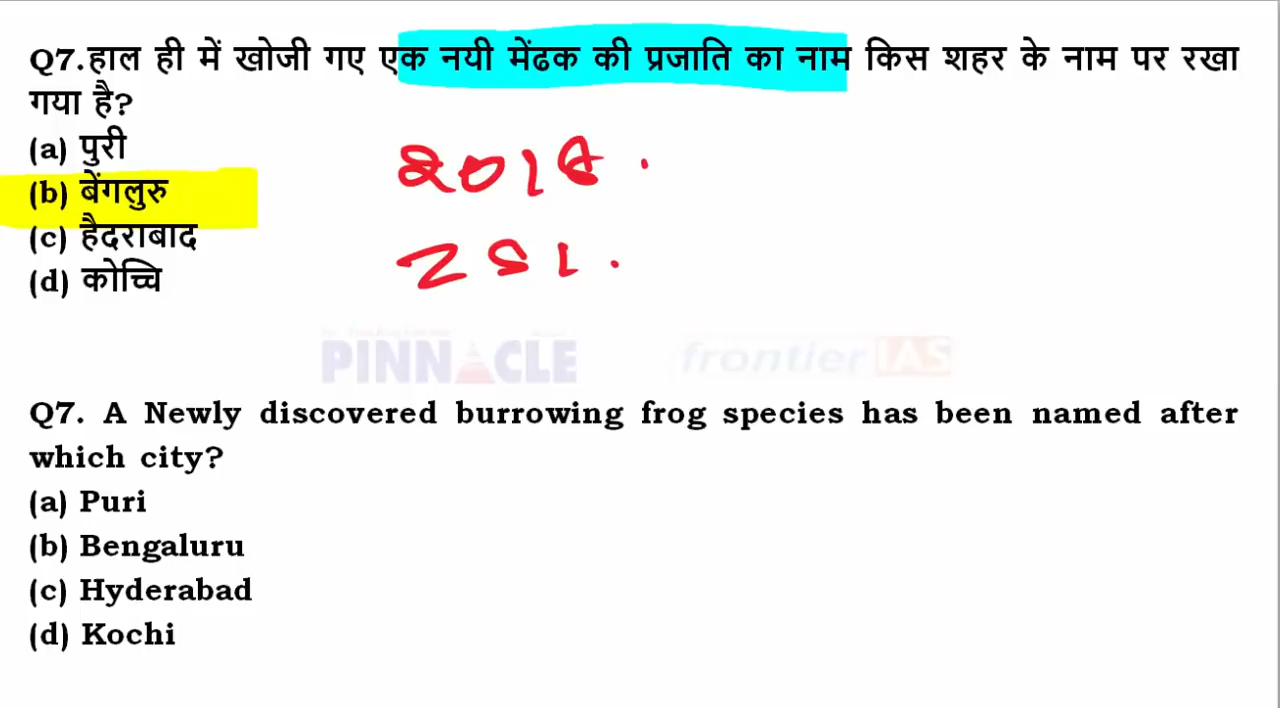 Q7.हाल ही में खोजी गए एक नयी मेंढक की प्रजाति का नाम किस शहर के नाम पर रखा
गया है?
(a) पुरी
(b) बेंगलुरु
(c) हैदराबाद
(d) कोच्चि
2018.
281.
PINNACLE frontier IAS
Q7. A Newly discovered burrowing frog species has been named after
which city?
(a) Puri
(b) Bengaluru
(c) Hyderabad
(d) Kochi